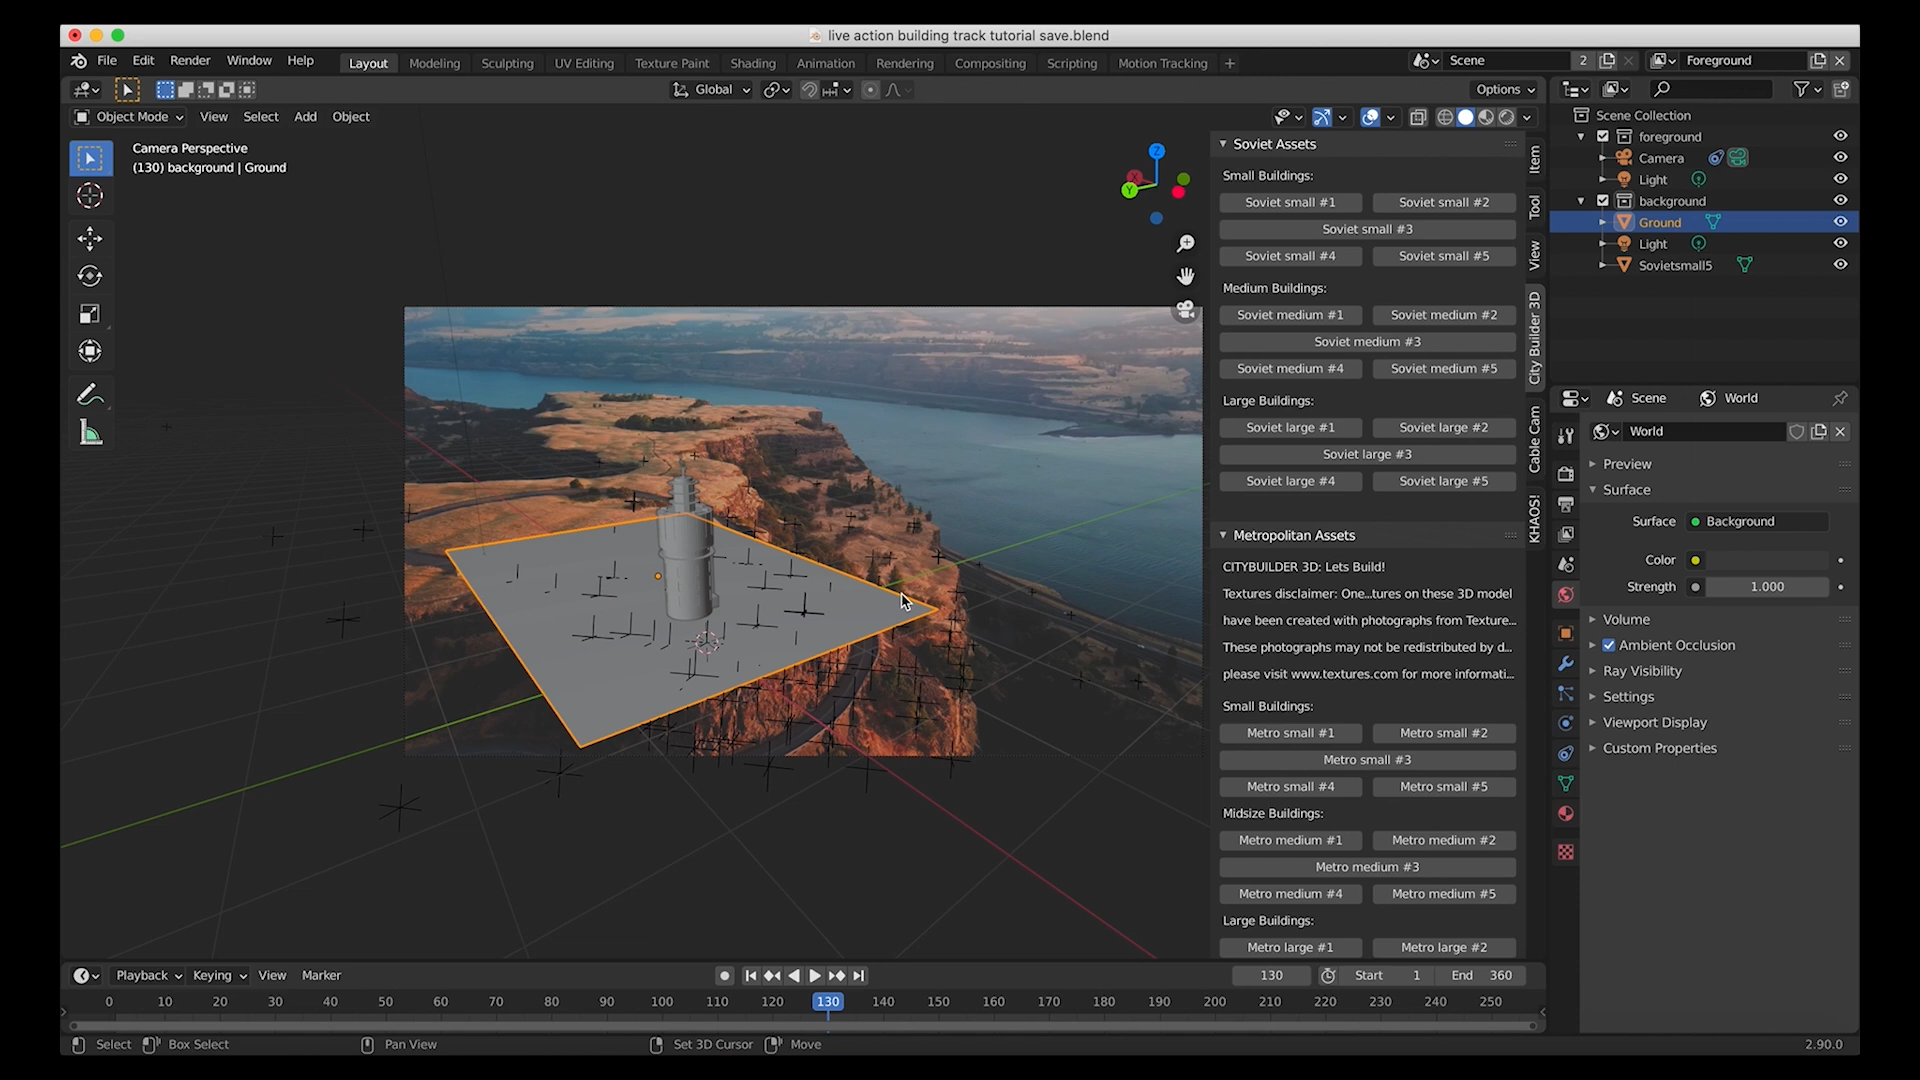 live action building track tutorial save.blend
File Edit Render Window Help Layout Modeling Sculpting UV Editing Texture Paint Shading Animation Rendering Compositing Scripting Motion Tracking + Scene 2 Foreground
Global Options
Object Mode View Select Add Object
Camera Perspective
(130) background | Ground
Z
X
Y
Soviet Assets
Small Buildings:
Soviet small #1 Soviet small #2
Soviet small #3
Soviet small #4 Soviet small #5
Medium Buildings:
Soviet medium #1 Soviet medium #2
Soviet medium #3
Soviet medium #4 Soviet medium #5
Large Buildings:
Soviet large #1 Soviet large #2
Soviet large #3
Soviet large #4 Soviet large #5
Metropolitan Assets
CITYBUILDER 3D: Lets Build!
Textures disclaimer: One...tures on these 3D model
have been created with photographs from Texture...
These photographs may not be redistributed by d...
please visit www.textures.com for more informati...
Small Buildings:
Metro small #1 Metro small #2
Metro small #3
Metro small #4 Metro small #5
Midsize Buildings:
Metro medium #1 Metro medium #2
Metro medium #3
Metro medium #4 Metro medium #5
Large Buildings:
Metro large #1 Metro large #2
Item
Tool
View
City Builder 3D
Cable Cam
KHAOS!
Scene Collection
foreground
Camera
Light
background
Ground
Light
Sovietsmall5
Scene World
World
Preview
Surface
Surface Background
Color
Strength 1.000
Volume
Ambient Occlusion
Ray Visibility
Settings
Viewport Display
Custom Properties
Playback Keying View Marker 130 Start 1 End 360
0 10 20 30 40 50 60 70 80 90 100 110 120 130 140 150 160 170 180 190 200 210 220 230 240 250
Select Box Select Pan View Set 3D Cursor Move 2.90.0